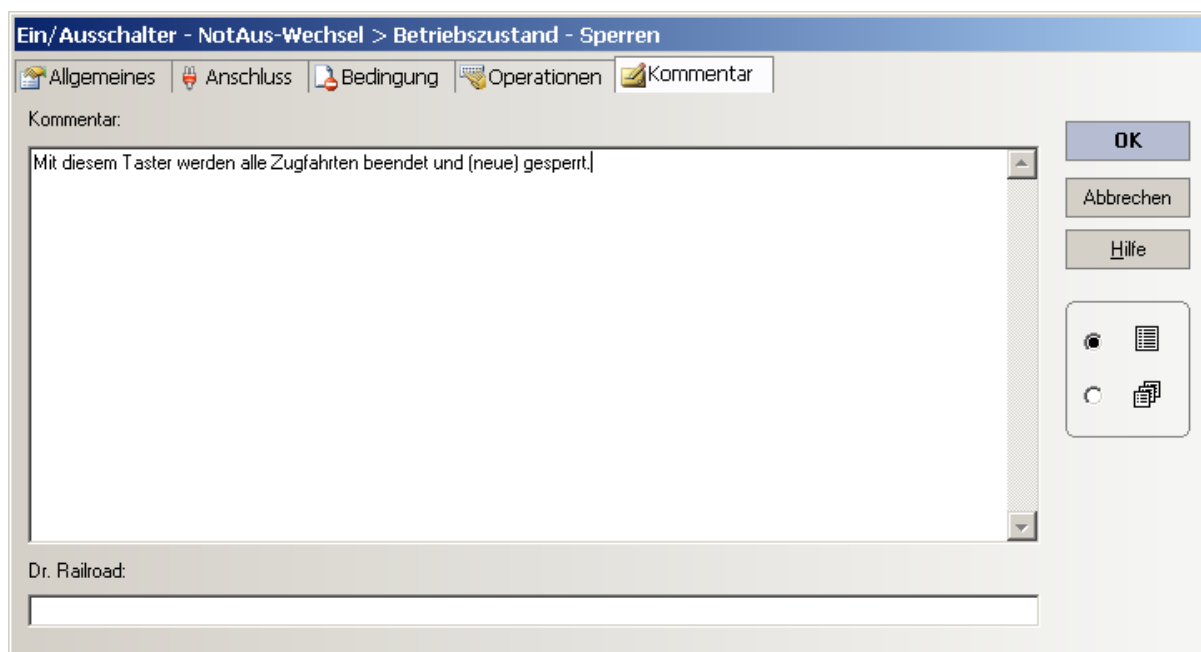 Ein/Ausschalter - NotAus-Wechsel > Betriebszustand - Sperren
Allgemeines Anschluss Bedingung Operationen Kommentar
Kommentar:
Mit diesem Taster werden alle Zugfahrten beendet und (neue) gesperrt.
OK
Abbrechen
Hilfe
Dr. Railroad: